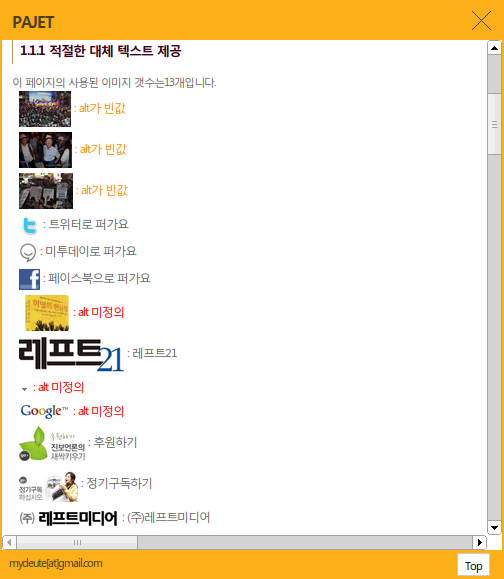 PAJET
1.1.1 적절한 대체 텍스트 제공
이 페이지의 사용된 이미지 갯수는13개입니다.
: alt가 빈값
: alt가 빈값
: alt가 빈값
: 트위터로 퍼가요
: 미투데이로 퍼가요
f : 페이스북으로 퍼가요
: alt 미정의
레프트21 : 레프트21
: alt 미정의
Google™ : alt 미정의
후원하기
진보언론의
새싹키우기
: 후원하기
정기구독
하십시오
: 정기구독하기
(주) 레프트미디어 : (주)레프트미디어
mydeute[at]gmail.com
Top